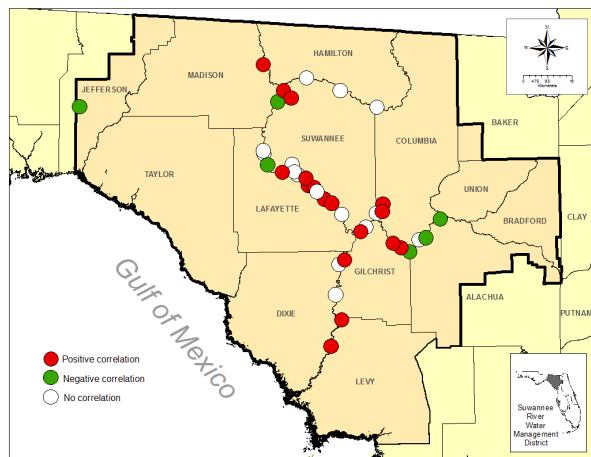 HAMILTON
MADISON
JEFFERSON
SUWANNEE
COLUMBIA
BAKER
TAYLOR
UNION
LAFAYETTE
BRADFORD
CLAY
GILCHRIST
ALACHUA
DIXIE
PUTNAM
LEVY
Gulf of Mexico
Positive correlation
Negative correlation
No correlation
N
W
E
S
Kilometers
Suwannee
River
Water
Management
District